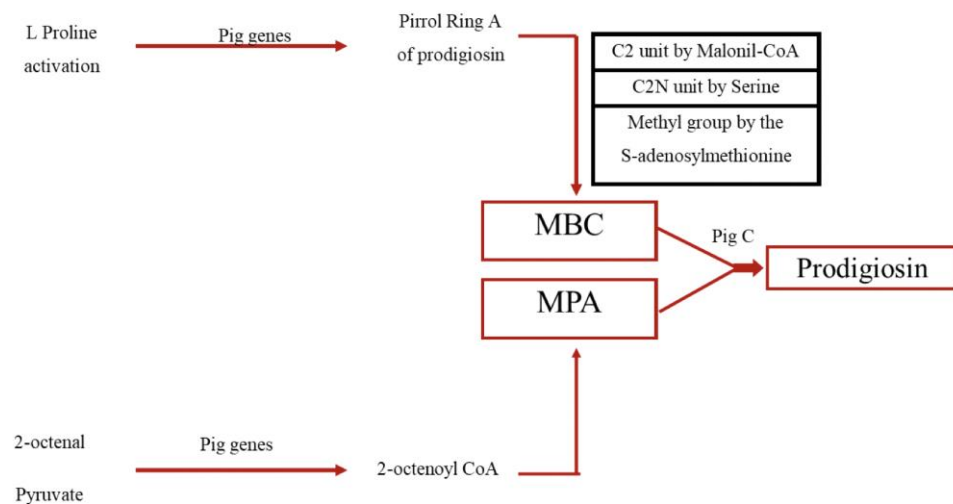 L Proline
activation
Pig genes
Pirrol Ring A
of prodigiosin
C2 unit by Malonil-CoA
C2N unit by Serine
Methyl group by the
S-adenosylmethionine
MBC
Pig C
Prodigiosin
MPA
2-octenal
Pyruvate
Pig genes
2-octenoyl CoA